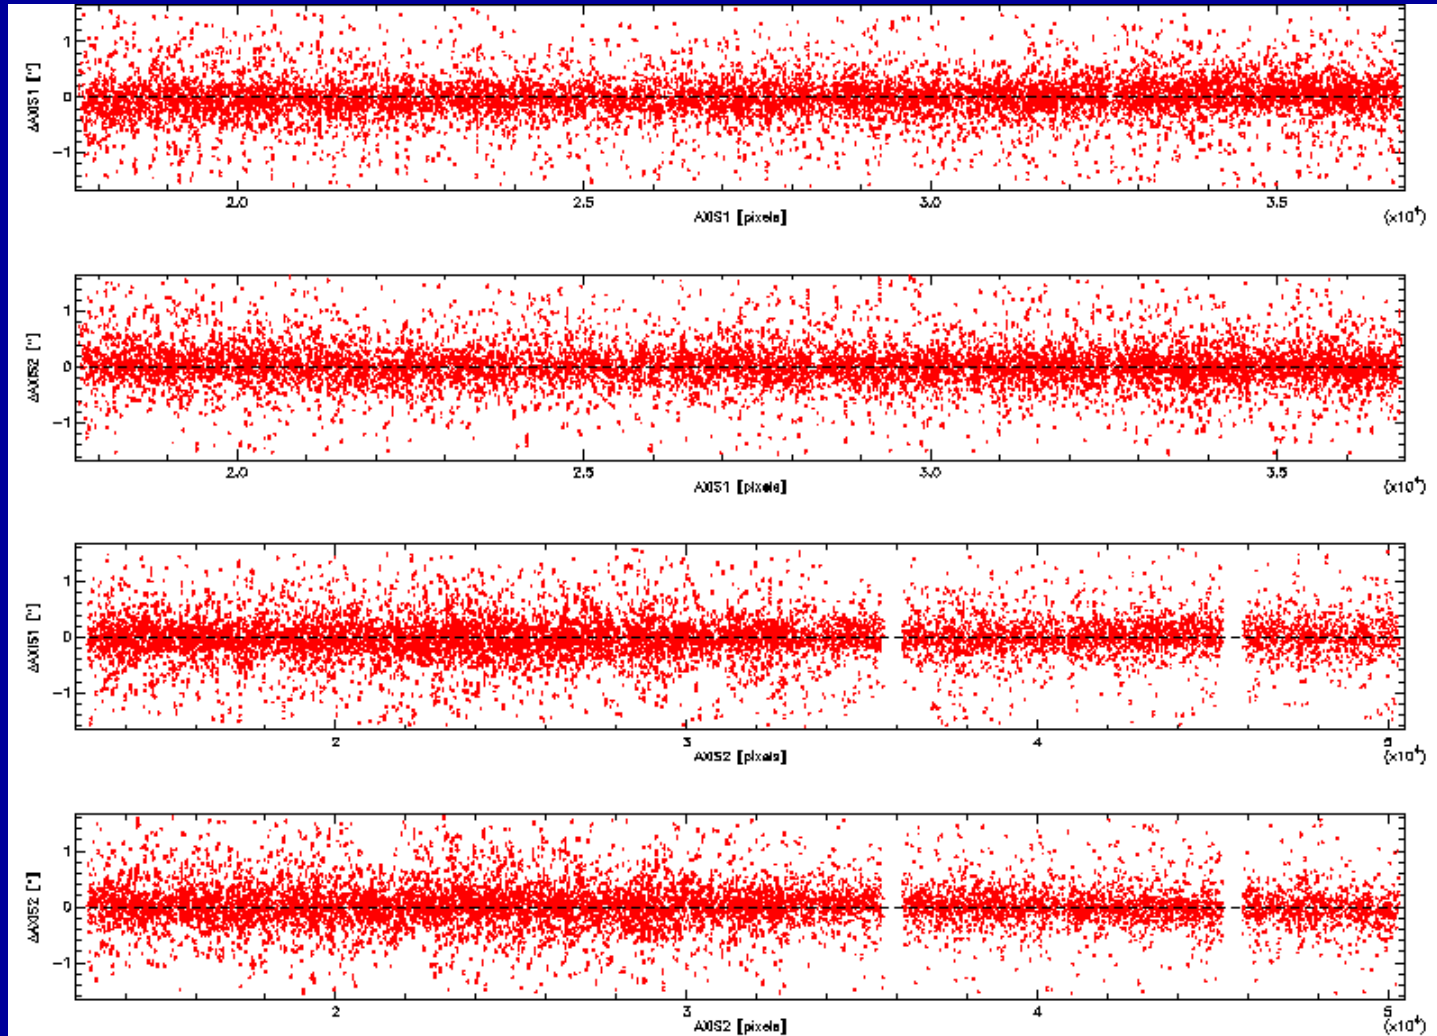 1
0
-1
ΔAXIS1 ["]
2.0 2.5 3.0 3.5
AXIS1 [pixels] (x10⁴)
1
0
-1
ΔAXIS2 ["]
2.0 2.5 3.0 3.5
AXIS1 [pixels] (x10⁴)
1
0
-1
ΔAXIS1 ["]
2 3 4 5
AXIS2 [pixels] (x10⁴)
1
0
-1
ΔAXIS2 ["]
2 3 4 5
AXIS2 [pixels] (x10⁴)